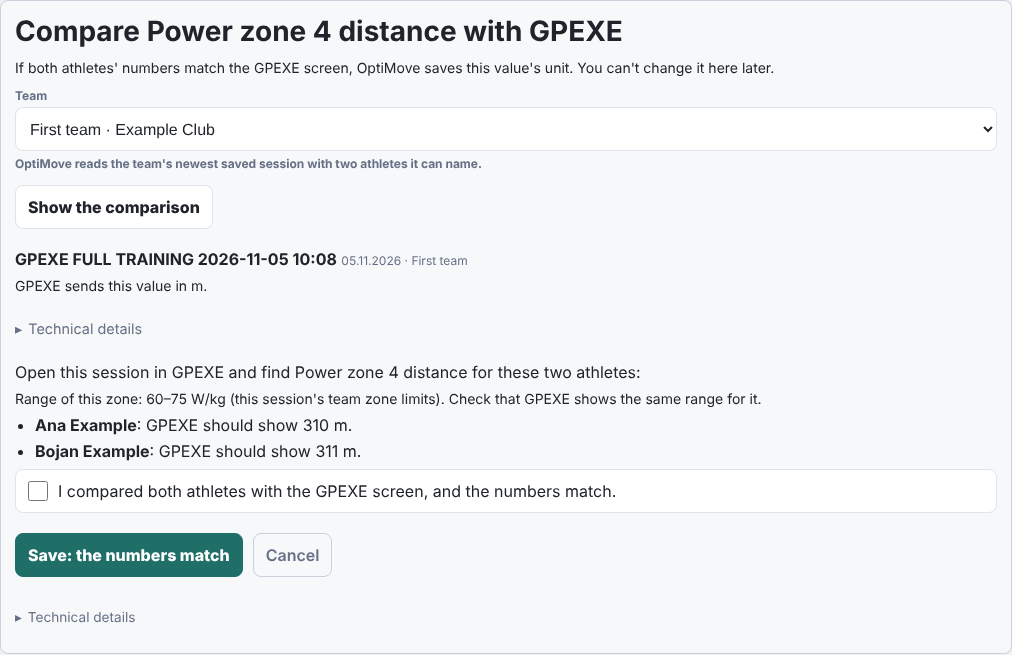 Compare Power zone 4 distance with GPEXE
If both athletes' numbers match the GPEXE screen, OptiMove saves this value's unit. You can't change it here later.
Team
First team · Example Club
OptiMove reads the team's newest saved session with two athletes it can name.
Show the comparison
GPEXE FULL TRAINING 2026-11-05 10:08 05.11.2026 · First team
GPEXE sends this value in m.
▸ Technical details
Open this session in GPEXE and find Power zone 4 distance for these two athletes:
Range of this zone: 60–75 W/kg (this session's team zone limits). Check that GPEXE shows the same range for it.
• Ana Example: GPEXE should show 310 m.
• Bojan Example: GPEXE should show 311 m.
I compared both athletes with the GPEXE screen, and the numbers match.
Save: the numbers match Cancel
▸ Technical details